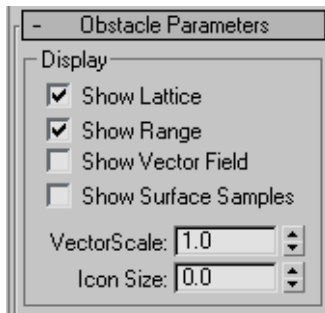 - Obstacle Parameters
Display
Show Lattice
Show Range
Show Vector Field
Show Surface Samples
VectorScale: 1.0
Icon Size: 0.0